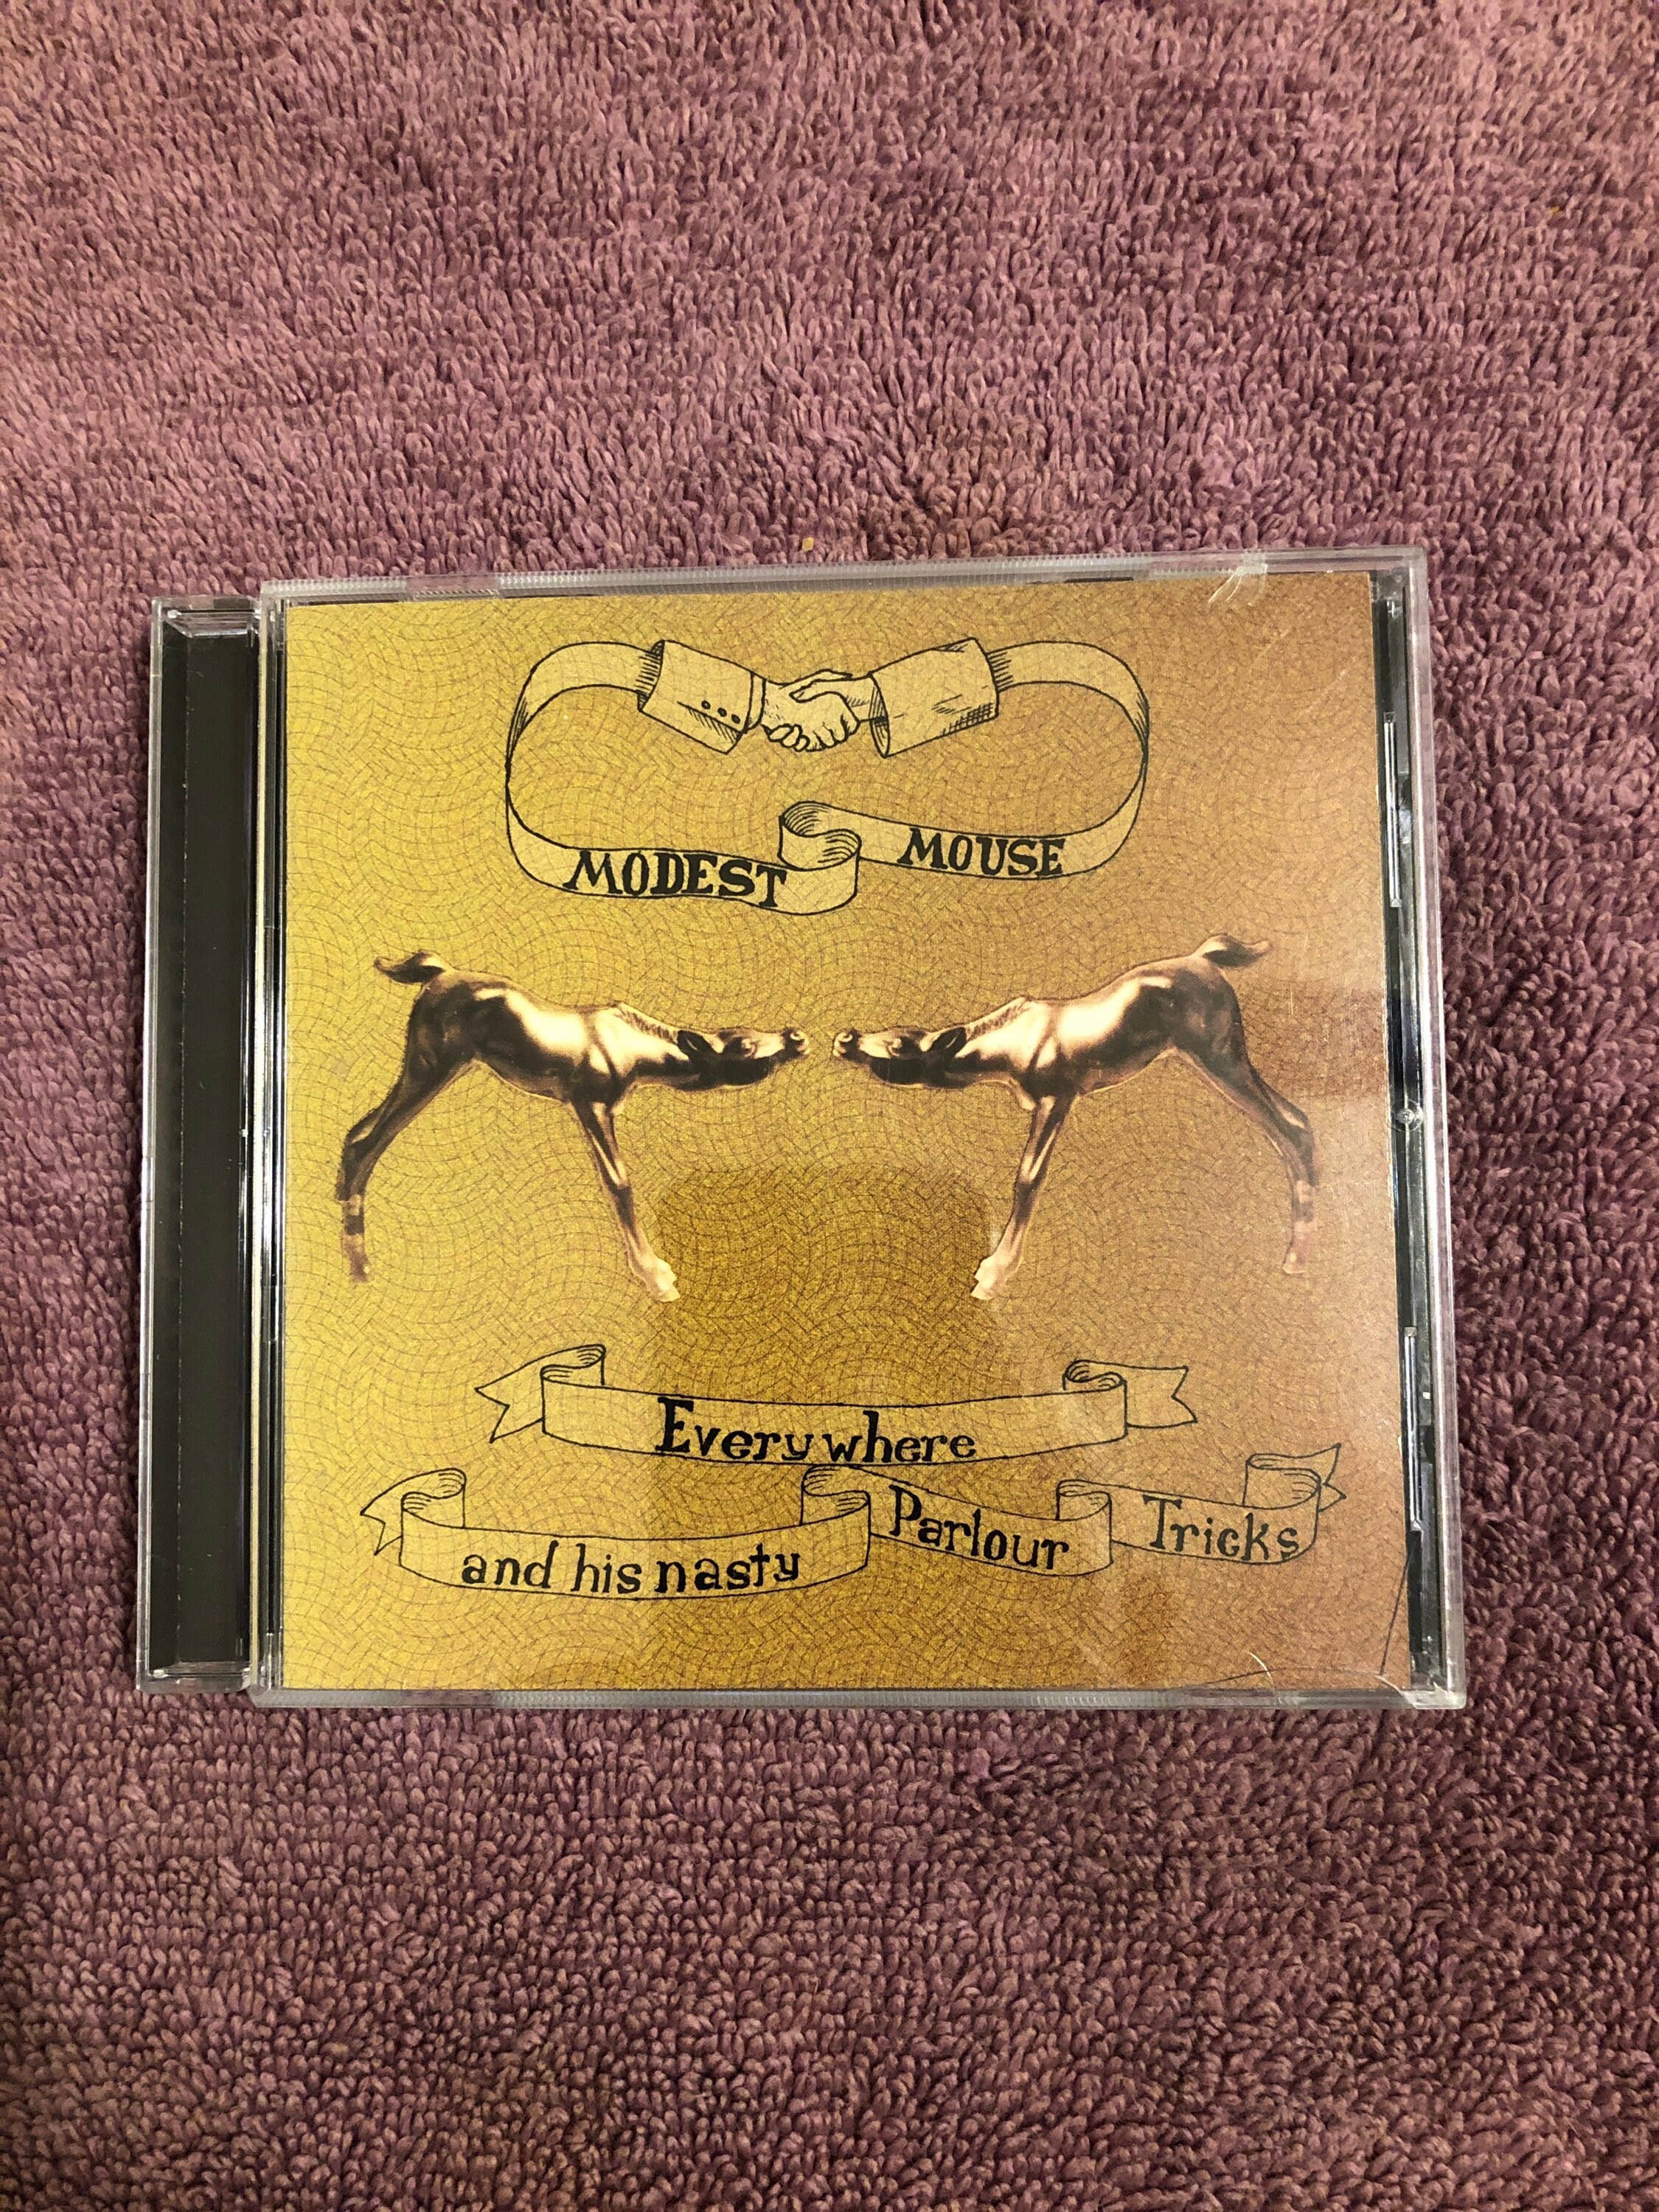 MODEST MOUSE
Everywhere
and his nasty Parlour Tricks